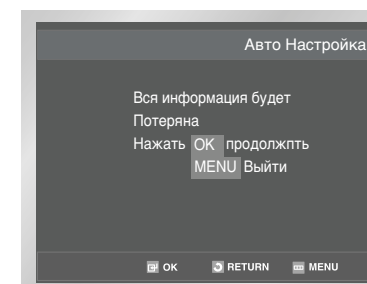 Авто Настройка
Вся информация будет
Потеряна
Нажать OK продолжпть
MENU Выйти
OK RETURN MENU